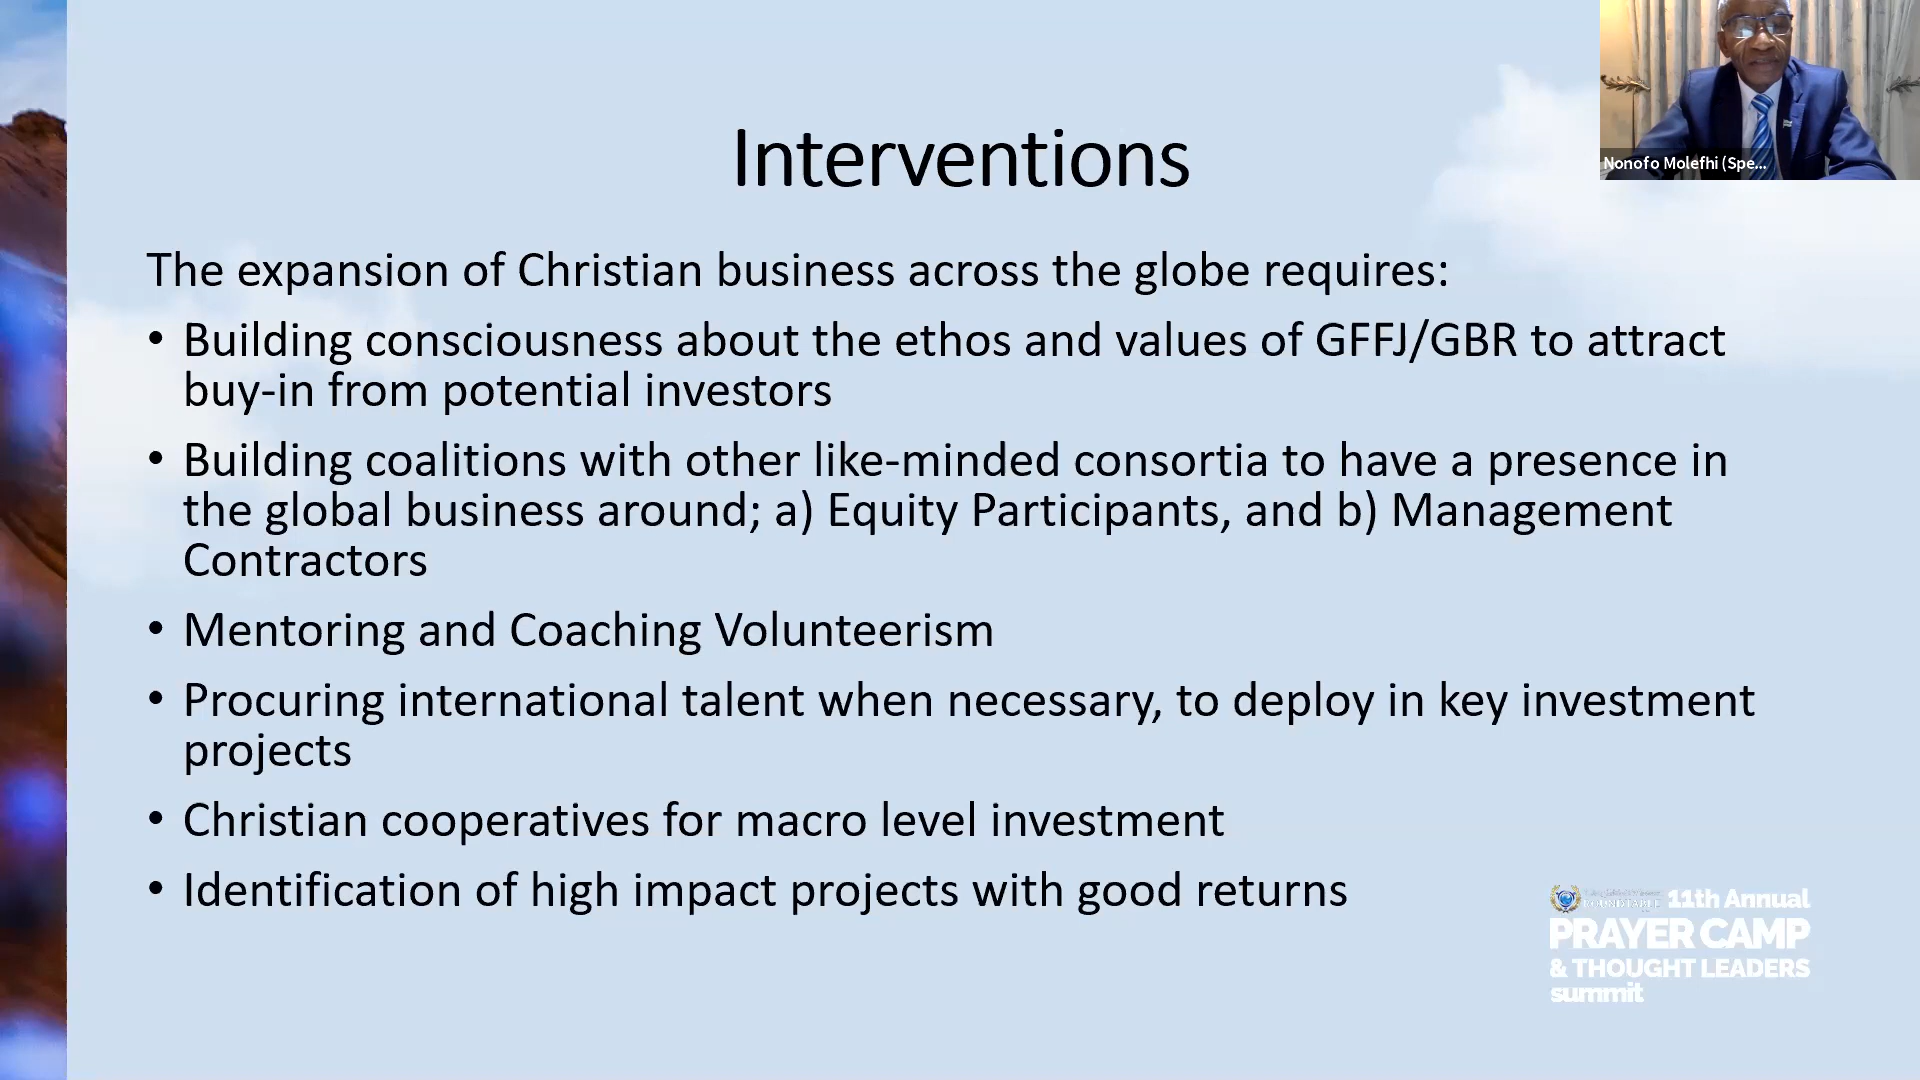 Nonofo Molefhi (Spe...
Interventions
The expansion of Christian business across the globe requires:
• Building consciousness about the ethos and values of GFFJ/GBR to attract
buy-in from potential investors
• Building coalitions with other like-minded consortia to have a presence in
the global business around; a) Equity Participants, and b) Management
Contractors
• Mentoring and Coaching Volunteerism
• Procuring international talent when necessary, to deploy in key investment
projects
• Christian cooperatives for macro level investment
• Identification of high impact projects with good returns
ROUNDTABLE 11th Annual
PRAYER CAMP
& THOUGHT LEADERS
summit